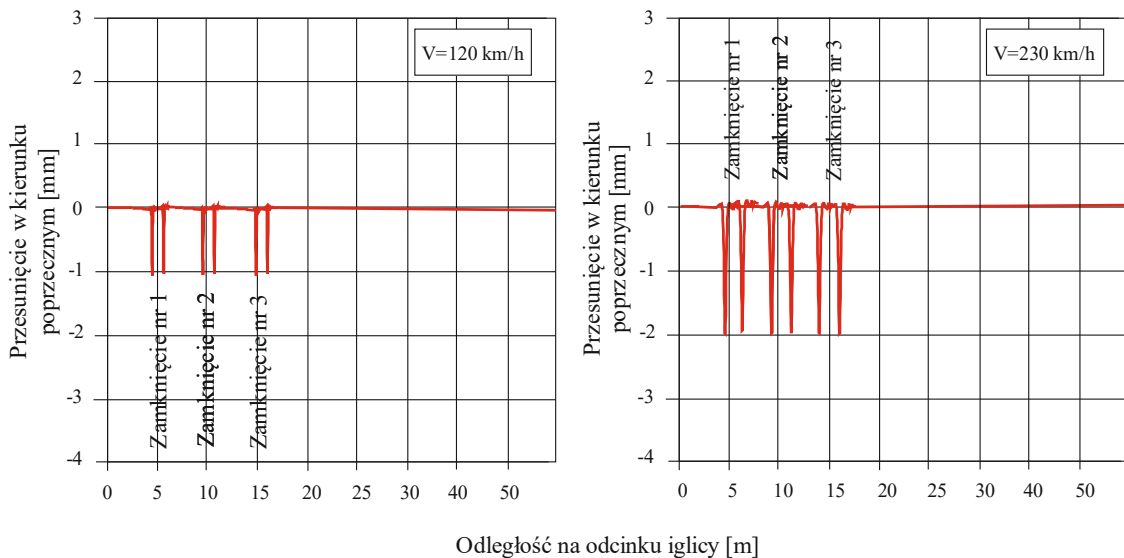 3
2
1
0
-1
-2
-3
-4
V=120 km/h
Przesunięcie w kierunku
poprzecznym [mm]
Zamknięcie nr 1
Zamknięcie nr 2
Zamknięcie nr 3
0 5 10 15 20 30 40 50
3
2
1
0
-1
-2
-3
-4
V=230 km/h
Przesunięcie w kierunku
poprzecznym [mm]
Zamknięcie nr 1
Zamknięcie nr 2
Zamknięcie nr 3
0 5 10 15 20 30 40 50
Odległość na odcinku iglicy [m]